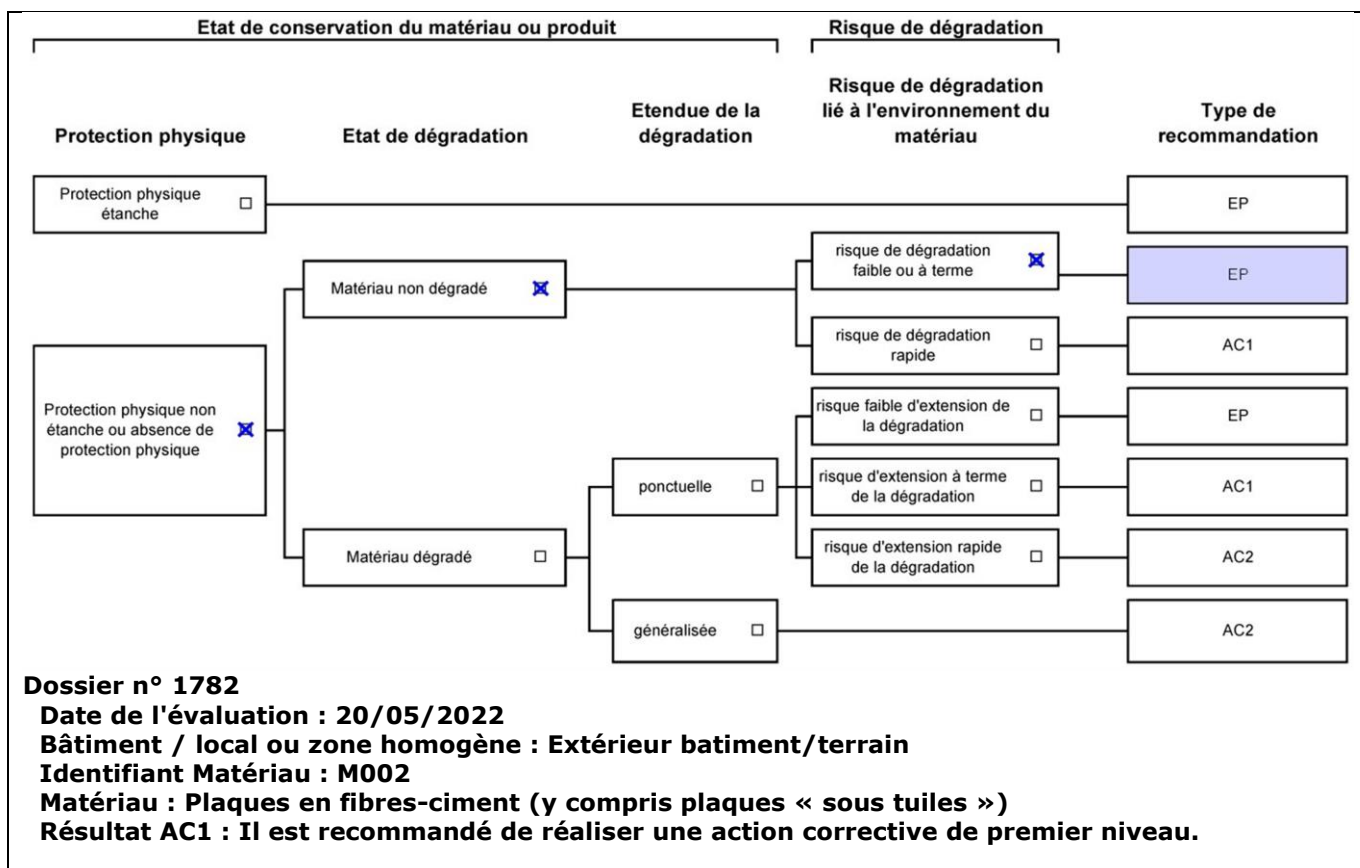 Etat de conservation du matériau ou produit
Risque de dégradation
Protection physique
Etat de dégradation
Etendue de la
dégradation
Risque de dégradation
lié à l'environnement du
matériau
Type de
recommandation
Protection physique
étanche
EP
Protection physique non
étanche ou absence de
protection physique
Matériau non dégradé
risque de dégradation
faible ou à terme
EP
risque de dégradation
rapide
AC1
Matériau dégradé
ponctuelle
risque faible d'extension de
la dégradation
EP
risque d'extension à terme
de la dégradation
AC1
risque d'extension rapide
de la dégradation
AC2
généralisée
AC2
Dossier n° 1782
Date de l'évaluation : 20/05/2022
Bâtiment / local ou zone homogène : Extérieur batiment/terrain
Identifiant Matériau : M002
Matériau : Plaques en fibres-ciment (y compris plaques « sous tuiles »)
Résultat AC1 : Il est recommandé de réaliser une action corrective de premier niveau.